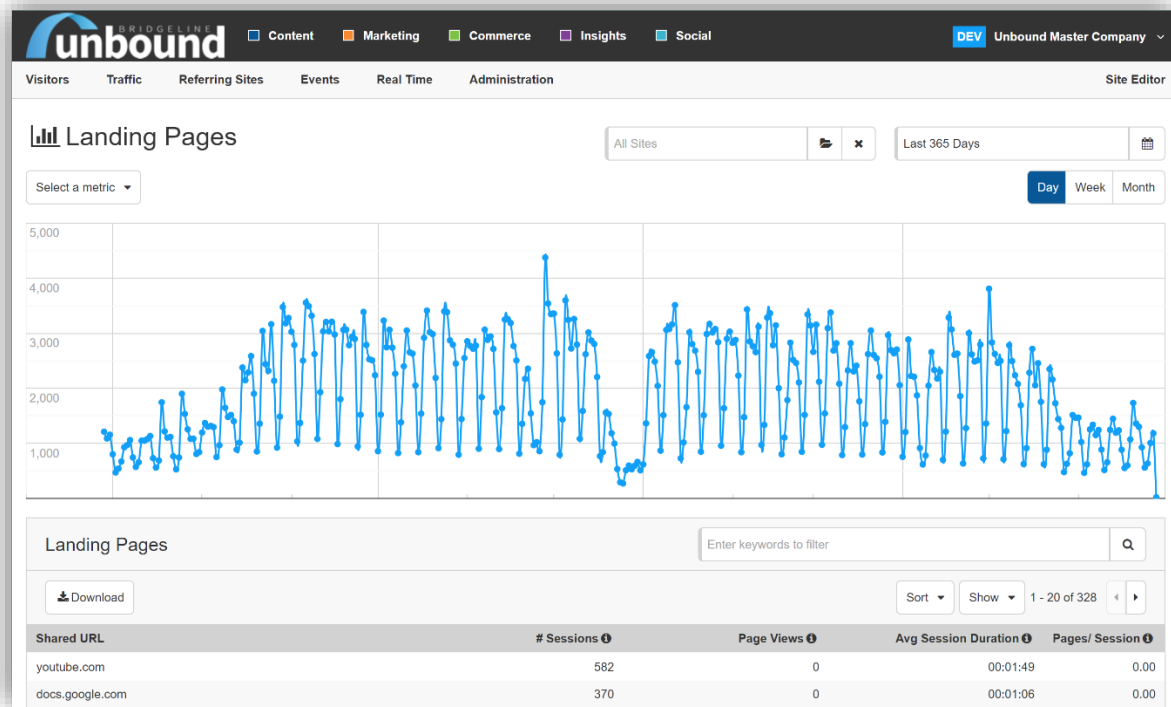 BRIDGELINE
unbound
Content Marketing Commerce Insights Social
DEV Unbound Master Company
Visitors Traffic Referring Sites Events Real Time Administration Site Editor
Landing Pages
All Sites
Last 365 Days
Select a metric
Day Week Month
5,000
4,000
3,000
2,000
1,000
Landing Pages
Enter keywords to filter
Download
Sort Show 1 - 20 of 328
Shared URL # Sessions Page Views Avg Session Duration Pages/ Session
youtube.com 582 0 00:01:49 0.00
docs.google.com 370 0 00:01:06 0.00